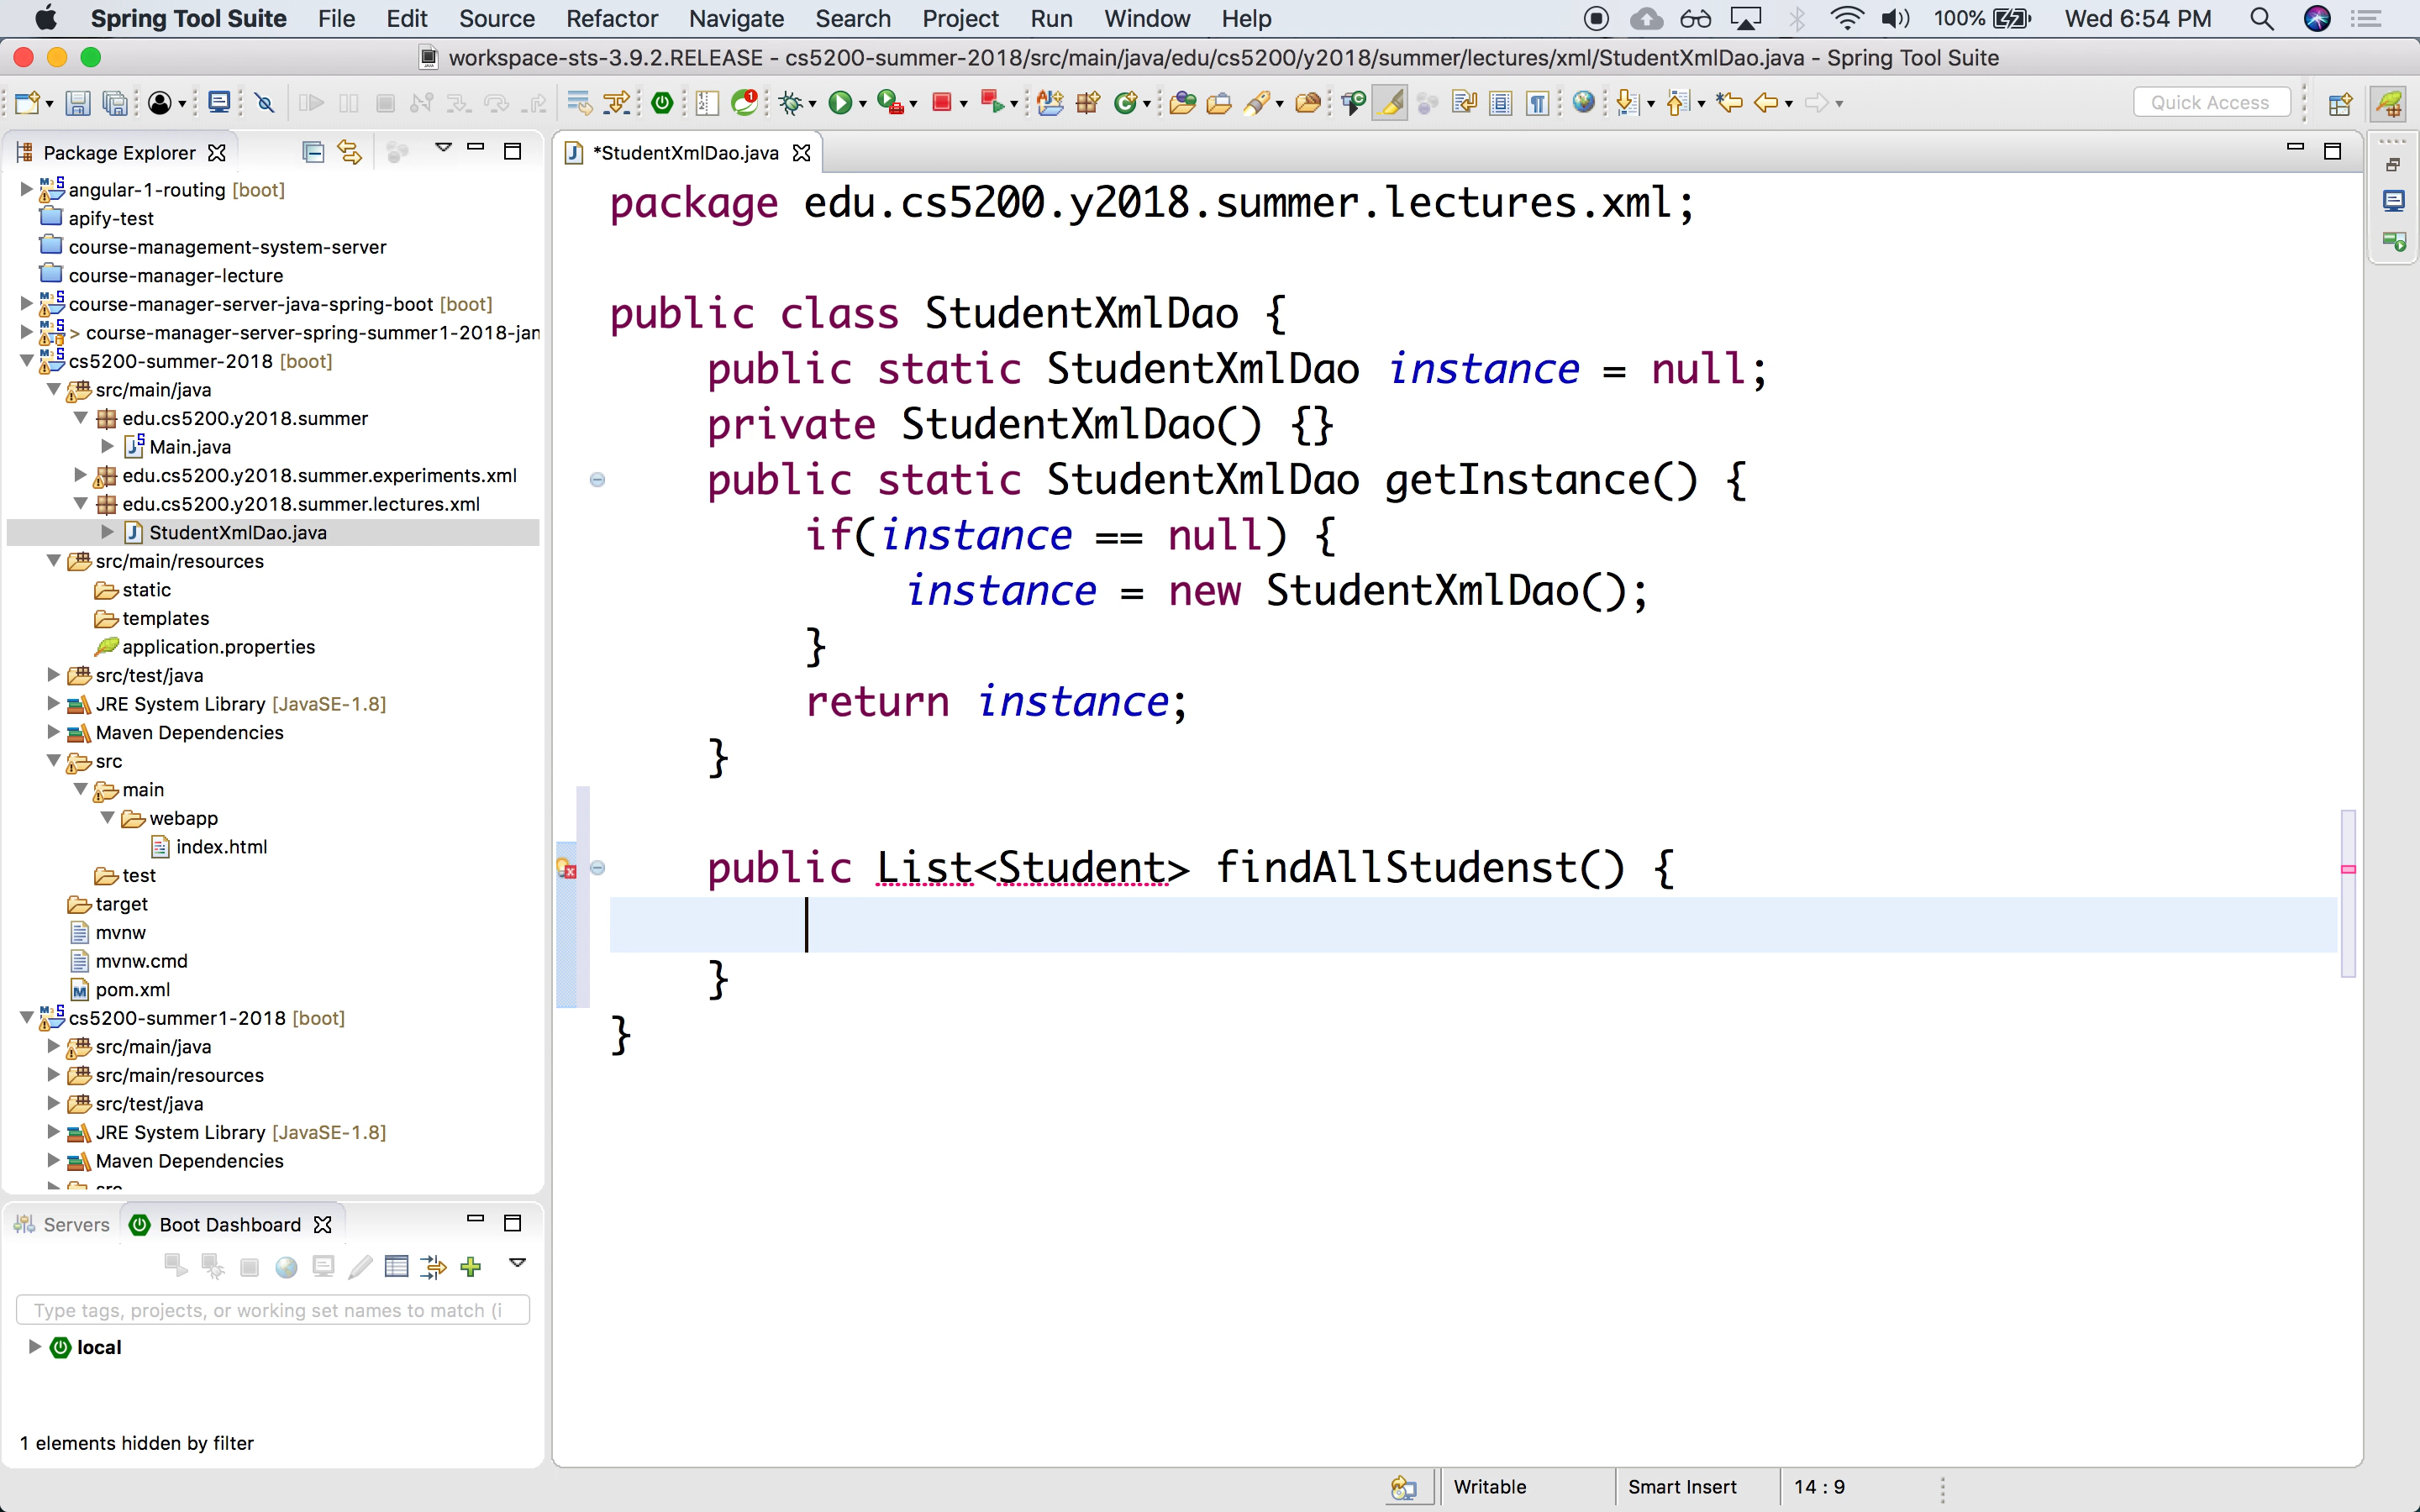 Spring Tool Suite File Edit Source Refactor Navigate Search Project Run Window Help 100% Wed 6:54 PM
workspace-sts-3.9.2.RELEASE - cs5200-summer-2018/src/main/java/edu/cs5200/y2018/summer/lectures/xml/StudentXmlDao.java - Spring Tool Suite
Quick Access
Package Explorer
angular-1-routing [boot]
apify-test
course-management-system-server
course-manager-lecture
course-manager-server-java-spring-boot [boot]
> course-manager-server-spring-summer1-2018-jan
cs5200-summer-2018 [boot]
src/main/java
edu.cs5200.y2018.summer
Main.java
edu.cs5200.y2018.summer.experiments.xml
edu.cs5200.y2018.summer.lectures.xml
StudentXmlDao.java
src/main/resources
static
templates
application.properties
src/test/java
JRE System Library [JavaSE-1.8]
Maven Dependencies
src
main
webapp
index.html
test
target
mvnw
mvnw.cmd
pom.xml
cs5200-summer1-2018 [boot]
src/main/java
src/main/resources
src/test/java
JRE System Library [JavaSE-1.8]
Maven Dependencies
src
Servers Boot Dashboard
Type tags, projects, or working set names to match (i
local
1 elements hidden by filter
*StudentXmlDao.java
package edu.cs5200.y2018.summer.lectures.xml;
public class StudentXmlDao {
public static StudentXmlDao instance = null;
private StudentXmlDao() {}
public static StudentXmlDao getInstance() {
if(instance == null) {
instance = new StudentXmlDao();
}
return instance;
}
public List<Student> findAllStudenst() {
}
}
Writable Smart Insert 14 : 9